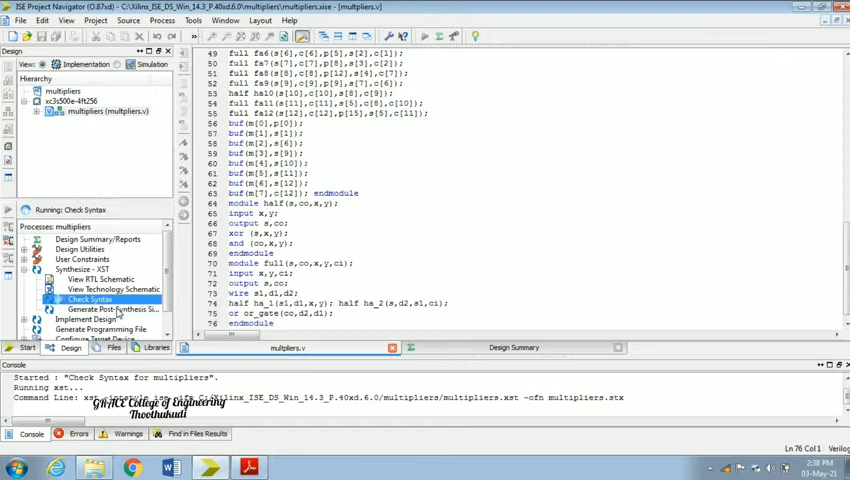 ISE Project Navigator (O.87xd) - C:\Xilinx_ISE_DS_Win_14.3_P.40xd.6.0\multipliers\multipliers.xise - [multpliers.v]
File Edit View Project Source Process Tools Window Layout Help
Design
View: Implementation Simulation
Hierarchy
multipliers
xc3s500e-4ft256
multipliers (multpliers.v)
Running: Check Syntax
Processes: multipliers
Design Summary/Reports
Design Utilities
User Constraints
Synthesize - XST
View RTL Schematic
View Technology Schematic
Check Syntax
Generate Post-Synthesis Si...
Implement Design
Generate Programming File
Configure Target Device
Start Design Files Libraries
49 full fa6(s[6],c[6],p[5],s[2],c[1]);
50 full fa7(s[7],c[7],p[8],s[3],c[2]);
51 full fa8(s[8],c[8],p[12],s[4],c[7]);
52 full fa9(s[9],c[9],p[9],s[7],c[6]);
53 half ha10(s[10],c[10],s[8],c[9]);
54 full fa11(s[11],c[11],s[5],c[8],c[10]);
55 full fa12(s[12],c[12],p[15],s[5],c[11]);
56 buf(m[0],p[0]);
57 buf(m[1],s[1]);
58 buf(m[2],s[6]);
59 buf(m[3],s[9]);
60 buf(m[4],s[10]);
61 buf(m[5],s[11]);
62 buf(m[6],s[12]);
63 buf(m[7],c[12]); endmodule
64 module half(s,co,x,y);
65 input x,y;
66 output s,co;
67 xor (s,x,y);
68 and (co,x,y);
69 endmodule
70 module full(s,co,x,y,ci);
71 input x,y,ci;
72 output s,co;
73 wire s1,d1,d2;
74 half ha_1(s1,d1,x,y); half ha_2(s,d2,s1,ci);
75 or or_gate(co,d2,d1);
76 endmodule
multpliers.v Design Summary
Console
Started : "Check Syntax for multipliers".
Running xst...
Command Line: xst -intstyle ise -ifn C:/Xilinx_ISE_DS_Win_14.3_P.40xd.6.0/multipliers/multipliers.xst -ofn multipliers.stx
GRACE College of Engineering
Thoothukudi
Console Errors Warnings Find in Files Results
Ln 76 Col 1 Verilog
2:38 PM
03-May-21